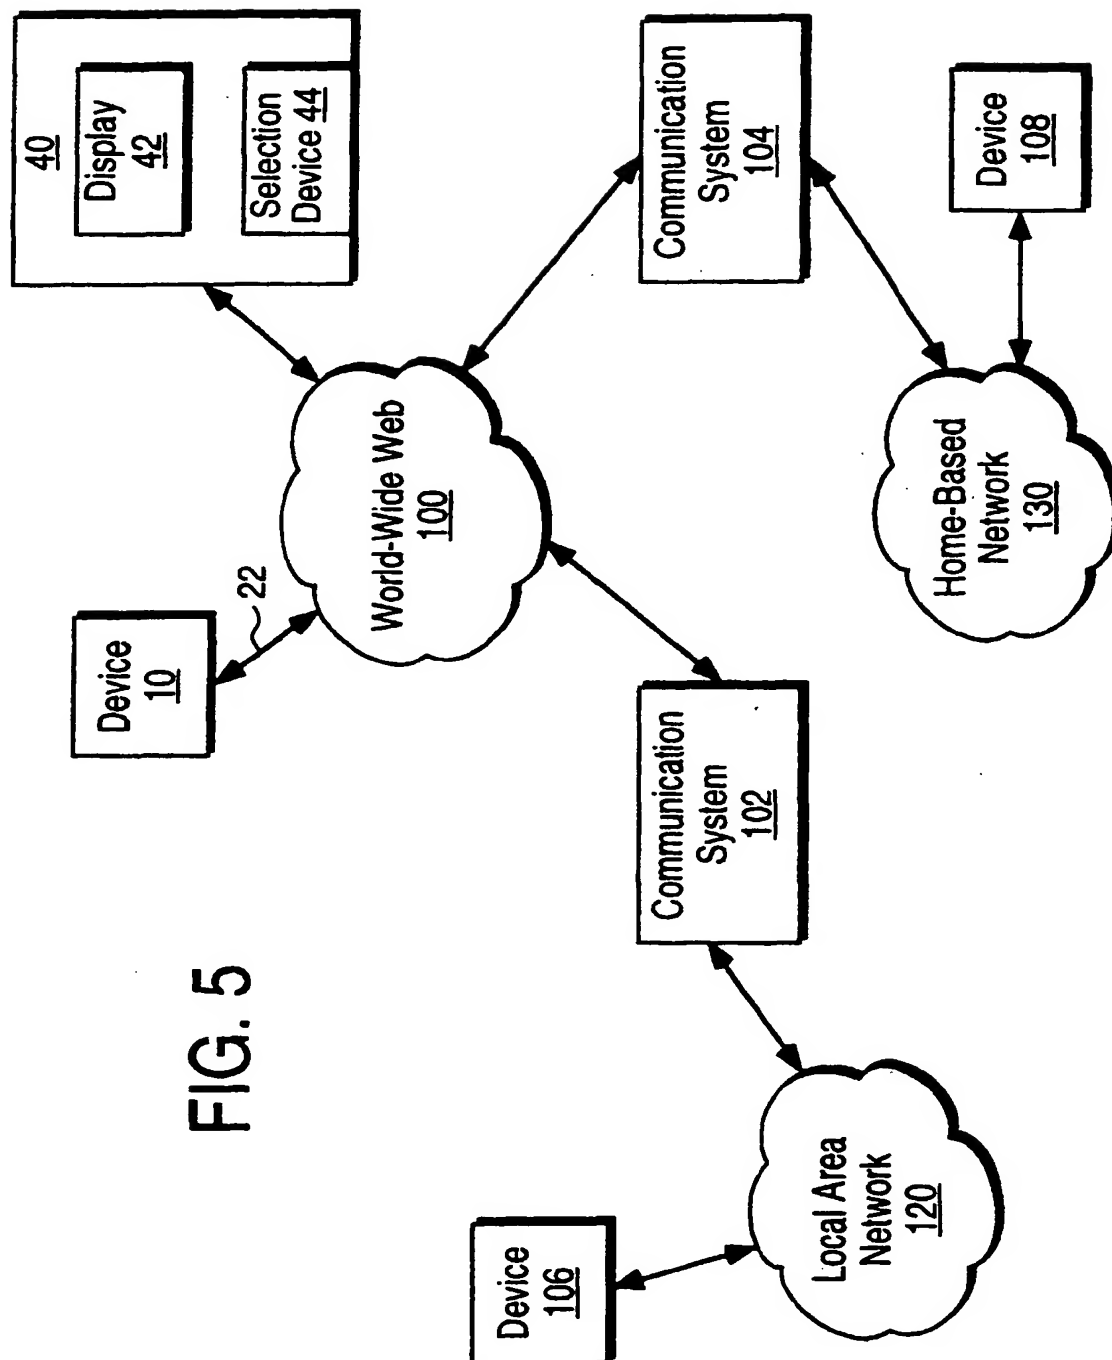 FIG. 5
Device
106
Local Area
Network
120
Communication
System
102
Device
10
22
World-Wide Web
100
40
Display
42
Selection
Device 44
Communication
System
104
Home-Based
Network
130
Device
108